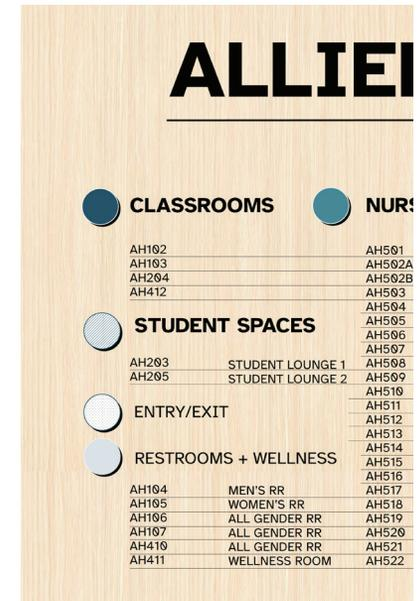 ALLIE
CLASSROOMS
AH102
AH103
AH204
AH412
STUDENT SPACES
AH203 STUDENT LOUNGE 1
AH205 STUDENT LOUNGE 2
ENTRY/EXIT
RESTROOMS + WELLNESS
AH104 MEN'S RR
AH105 WOMEN'S RR
AH106 ALL GENDER RR
AH107 ALL GENDER RR
AH410 ALL GENDER RR
AH411 WELLNESS ROOM
NURS
AH501
AH502A
AH502B
AH503
AH504
AH505
AH506
AH507
AH508
AH509
AH510
AH511
AH512
AH513
AH514
AH515
AH516
AH517
AH518
AH519
AH520
AH521
AH522